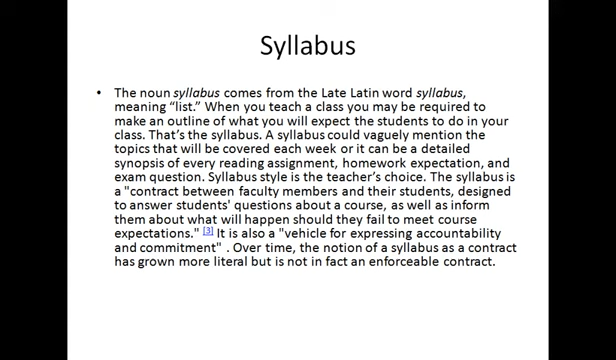 Syllabus
• The noun syllabus comes from the Late Latin word syllabus,
meaning “list.” When you teach a class you may be required to
make an outline of what you will expect the students to do in your
class. That’s the syllabus. A syllabus could vaguely mention the
topics that will be covered each week or it can be a detailed
synopsis of every reading assignment, homework expectation, and
exam question. Syllabus style is the teacher’s choice. The syllabus is
a "contract between faculty members and their students, designed
to answer students' questions about a course, as well as inform
them about what will happen should they fail to meet course
expectations." [3] It is also a "vehicle for expressing accountability
and commitment" . Over time, the notion of a syllabus as a contract
has grown more literal but is not in fact an enforceable contract.